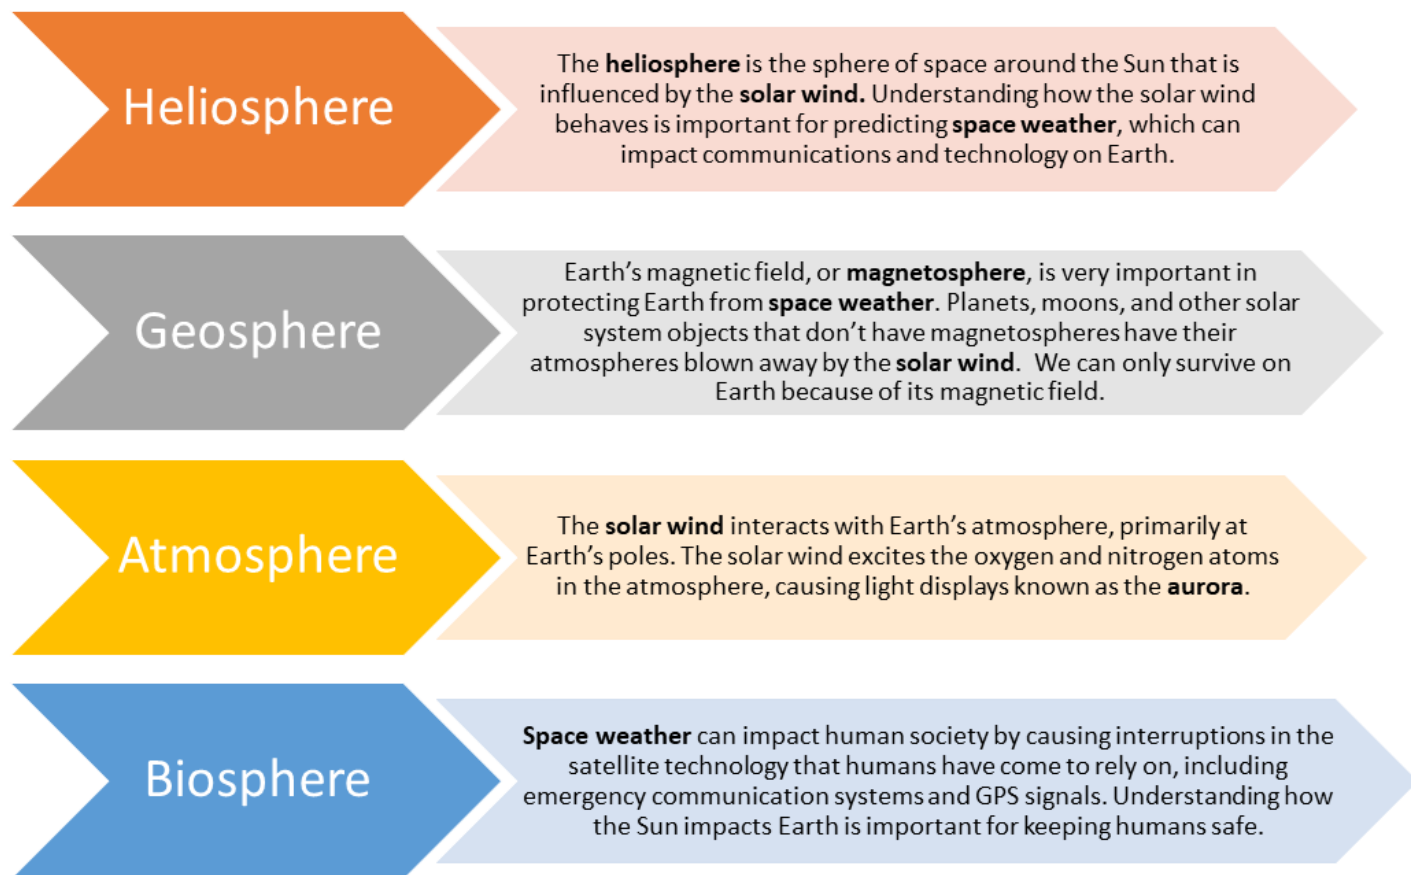 Heliosphere
The heliosphere is the sphere of space around the Sun that is
influenced by the solar wind. Understanding how the solar wind
behaves is important for predicting space weather, which can
impact communications and technology on Earth.
Geosphere
Earth’s magnetic field, or magnetosphere, is very important in
protecting Earth from space weather. Planets, moons, and other solar
system objects that don’t have magnetospheres have their
atmospheres blown away by the solar wind.  We can only survive on
Earth because of its magnetic field.
Atmosphere
The solar wind interacts with Earth’s atmosphere, primarily at
Earth’s poles. The solar wind excites the oxygen and nitrogen atoms
in the atmosphere, causing light displays known as the aurora.
Biosphere
Space weather can impact human society by causing interruptions in the
satellite technology that humans have come to rely on, including
emergency communication systems and GPS signals. Understanding how
the Sun impacts Earth is important for keeping humans safe.